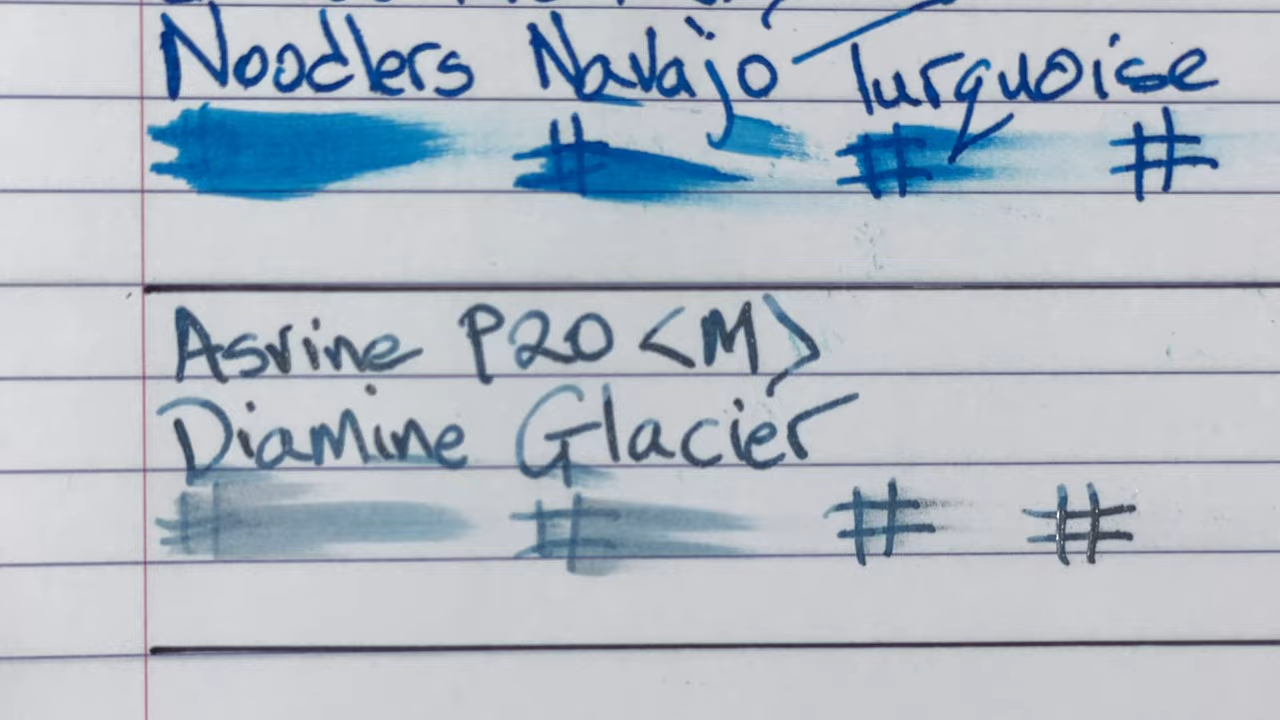 Noodlers Navajo Turquoise
# # #
Asvine P20 <M>
Diamine Glacier
# # # #